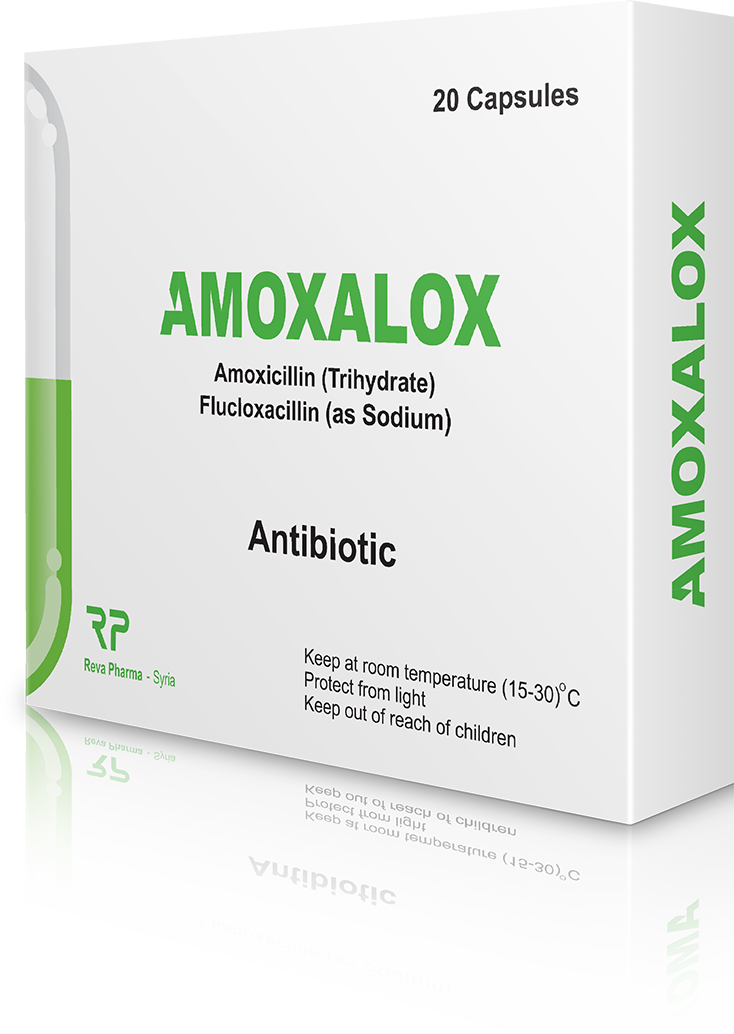 20 Capsules
AMOXALOX
Amoxicillin (Trihydrate)
Flucloxacillin (as Sodium)
Antibiotic
RP
Reva Pharma - Syria
Keep at room temperature (15-30)°C
Protect from light
Keep out of reach of children
AMOXALOX